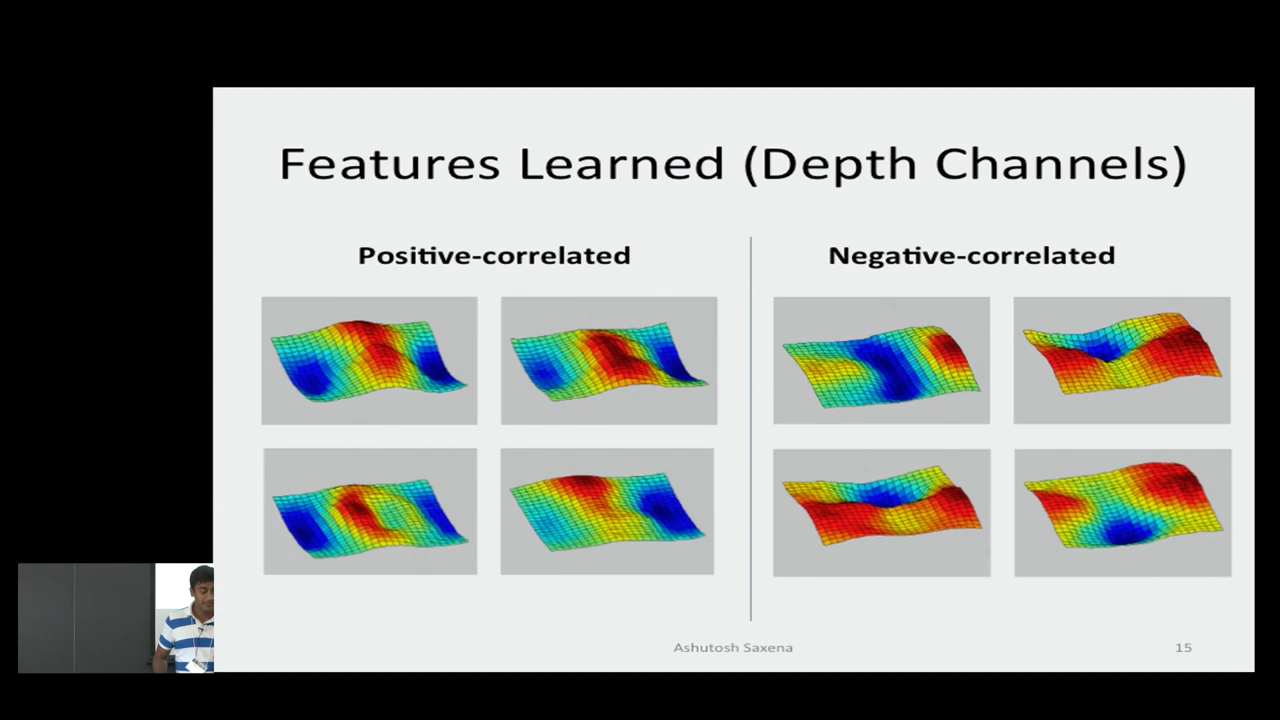 Features Learned (Depth Channels)
Positive-correlated
Negative-correlated
Ashutosh Saxena
15